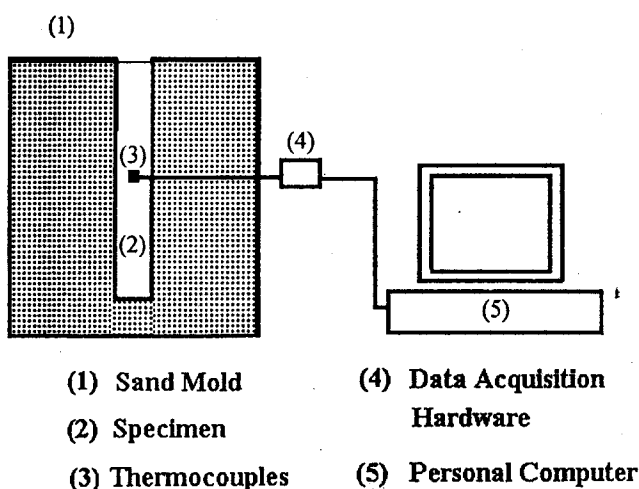 (1)
(4)
(3)
(2)
(5)
(1) Sand Mold
(2) Specimen
(3) Thermocouples
(4) Data Acquisition
Hardware
(5) Personal Computer